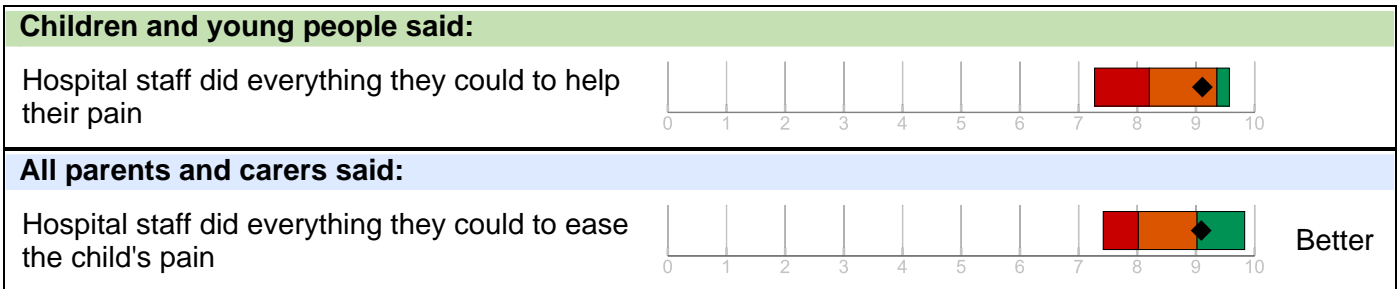 Children and young people said:
Hospital staff did everything they could to help
their pain
0 1 2 3 4 5 6 7 8 9 10
All parents and carers said:
Hospital staff did everything they could to ease
the child's pain
0 1 2 3 4 5 6 7 8 9 10
Better